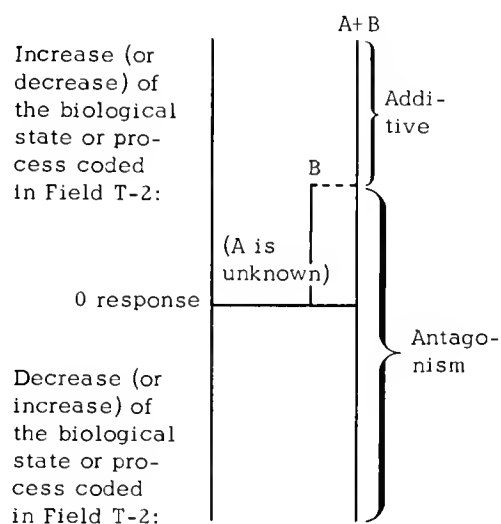 A+B
Increase (or
decrease) of
the biological
state or pro-
cess coded
in Field T-2:
Addi-
tive
B
(A is
unknown)
0 response
Antago-
nism
Decrease (or
increase) of
the biological
state or pro-
cess coded
in Field T-2: